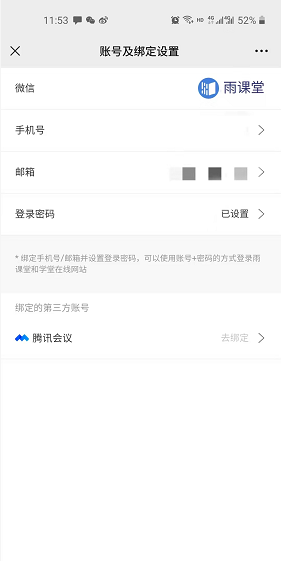 11:53 HD 4G 4G 52%
账号及绑定设置
微信 雨课堂
手机号
邮箱
登录密码 已设置
* 绑定手机号/邮箱并设置登录密码，可以使用账号+密码的方式登录雨
课堂和学堂在线网站
绑定的第三方账号
腾讯会议 去绑定